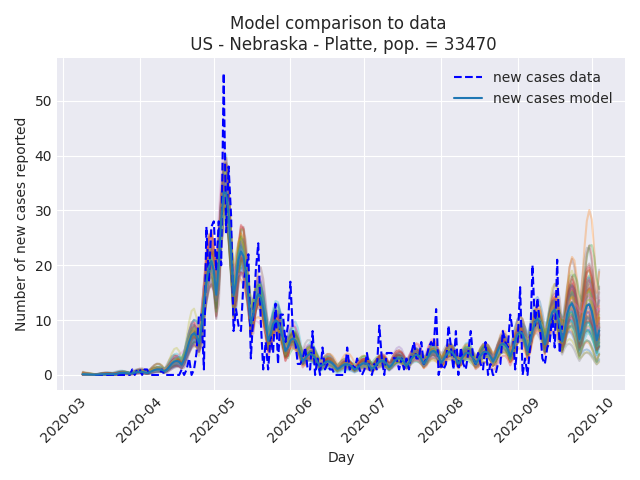 Model comparison to data
US - Nebraska - Platte, pop. = 33470
new cases data
new cases model
Number of new cases reported
50
40
30
20
10
0
2020-03
2020-04
2020-05
2020-06
2020-07
2020-08
2020-09
2020-10
Day